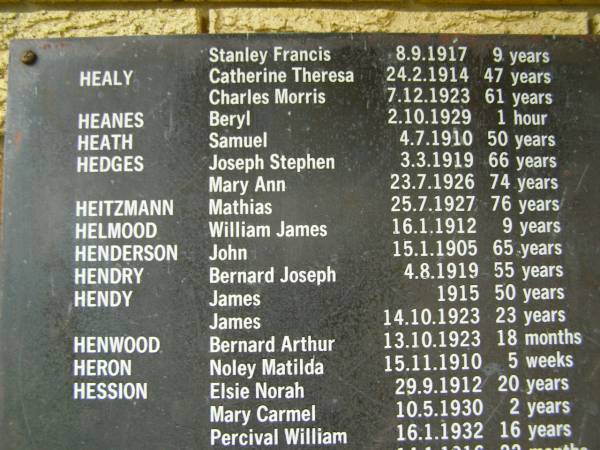 Stanley Francis 8.9.1917 9 years
HEALY Catherine Theresa 24.2.1914 47 years
Charles Morris 7.12.1923 61 years
HEANES Beryl 2.10.1929 1 hour
HEATH Samuel 4.7.1910 50 years
HEDGES Joseph Stephen 3.3.1919 66 years
Mary Ann 23.7.1926 74 years
HEITZMANN Mathias 25.7.1927 76 years
HELMOOD William James 16.1.1912 9 years
HENDERSON John 15.1.1905 65 years
HENDRY Bernard Joseph 4.8.1919 55 years
HENDY James 1915 50 years
James 14.10.1923 23 years
HENWOOD Bernard Arthur 13.10.1923 18 months
HERON Noley Matilda 15.11.1910 5 weeks
HESSION Elsie Norah 29.9.1912 20 years
Mary Carmel 10.5.1930 2 years
Percival William 16.1.1932 16 years
months